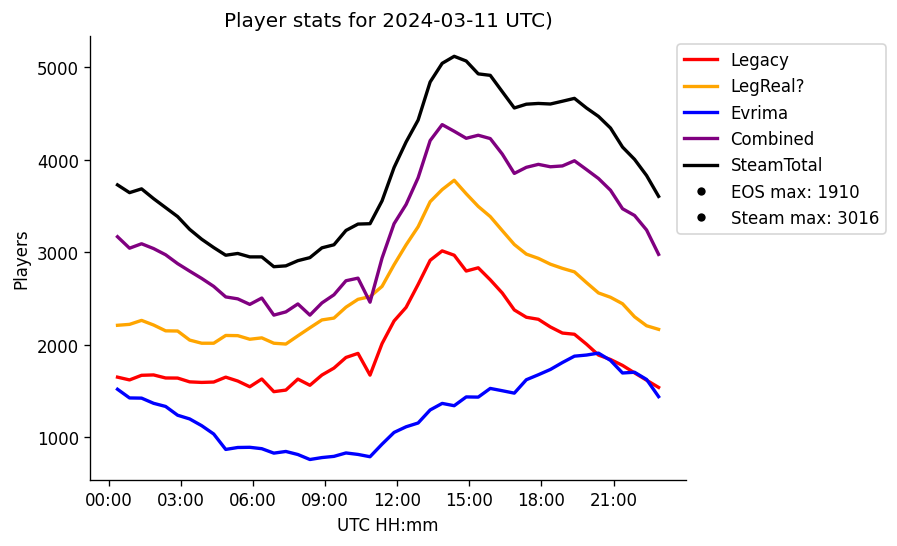 Player stats for 2024-03-11 UTC)
Players
5000
4000
3000
2000
1000
00:00 03:00 06:00 09:00 12:00 15:00 18:00 21:00
UTC HH:mm
Legacy
LegReal?
Evrima
Combined
SteamTotal
EOS max: 1910
Steam max: 3016